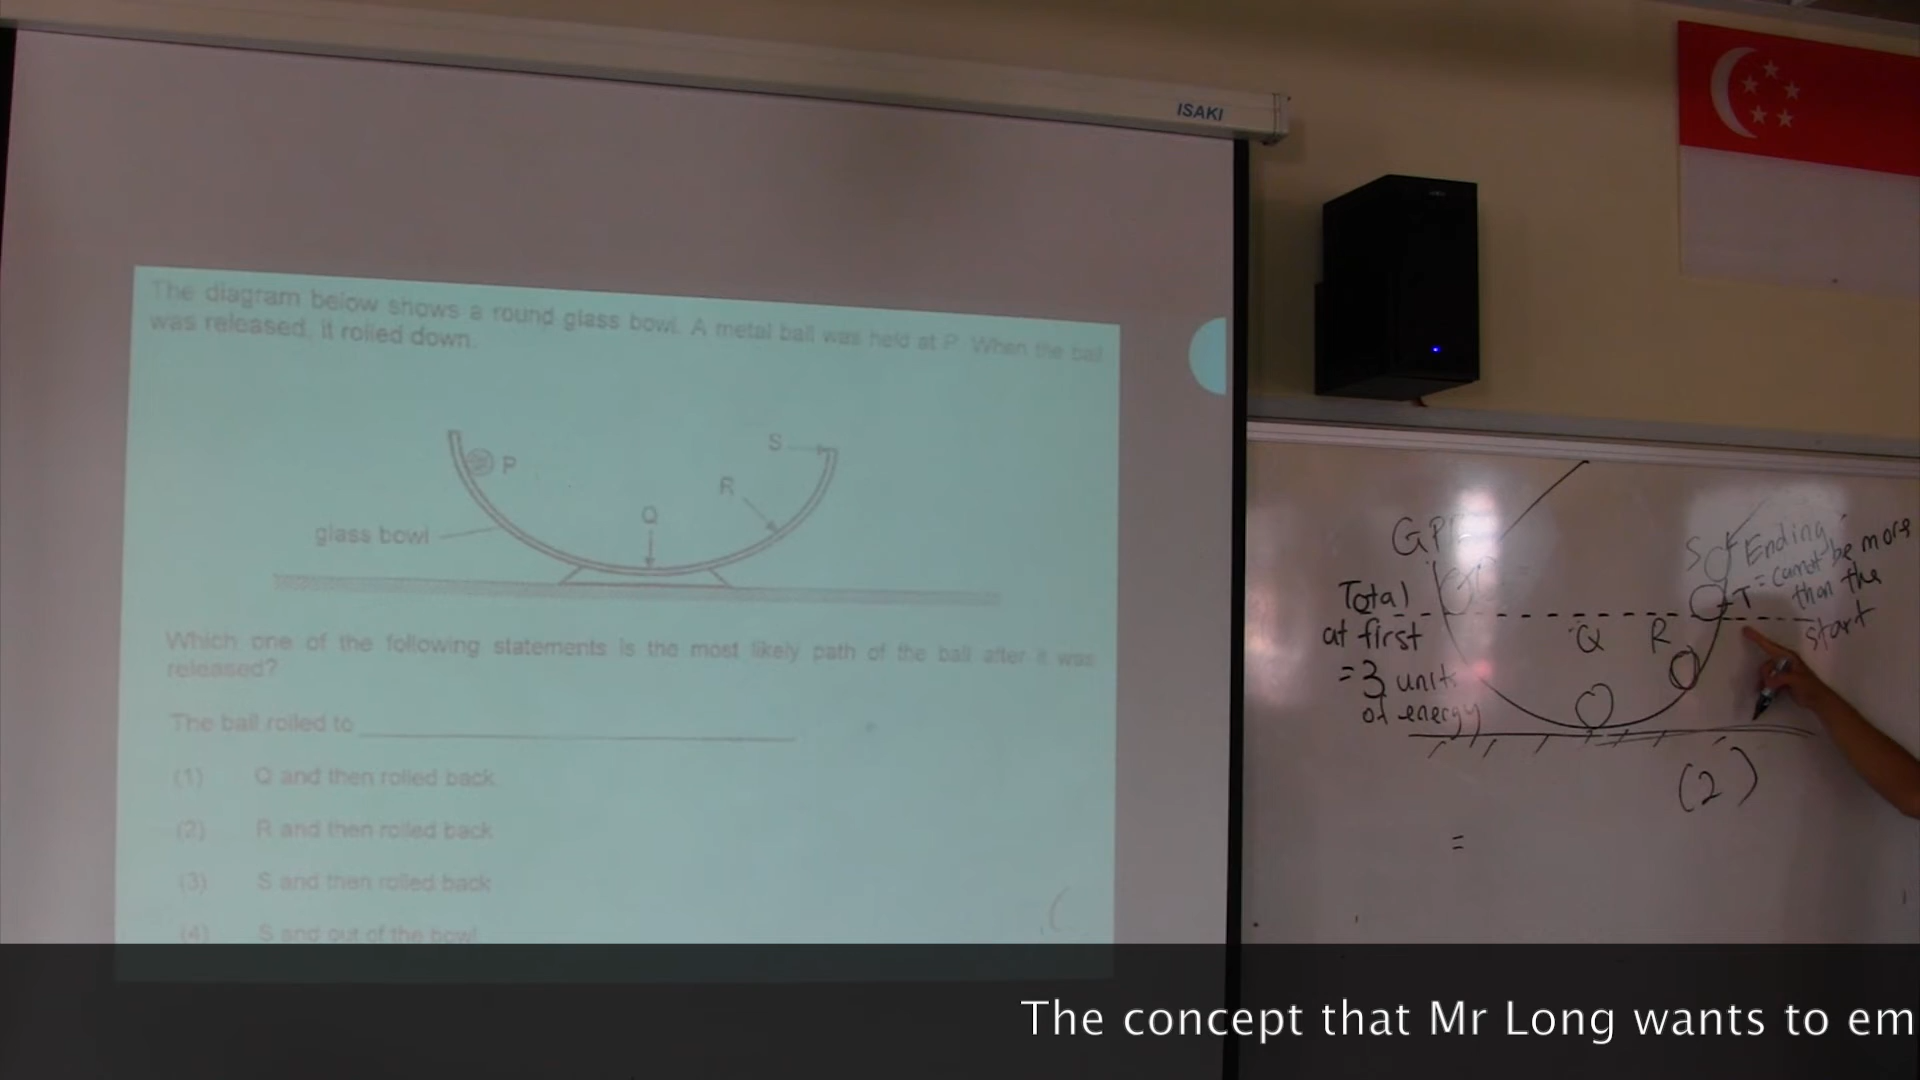 ISAKI
The diagram below shows a round glass bowl. A metal ball was held at P. When the ball
was released, it rolled down.
S
P
R
Q
glass bowl
Which one of the following statements is the most likely path of the ball after it was
released?
The ball rolled to
(1) Q and then rolled back
(2) R and then rolled back
(3) S and then rolled back
(4) S and out of the bowl
GPE
S
Ending
= cannot be more
than the
start
T
Total
at first
= 3 units
of energy
Q
R
(2)
=
The concept that Mr Long wants to em